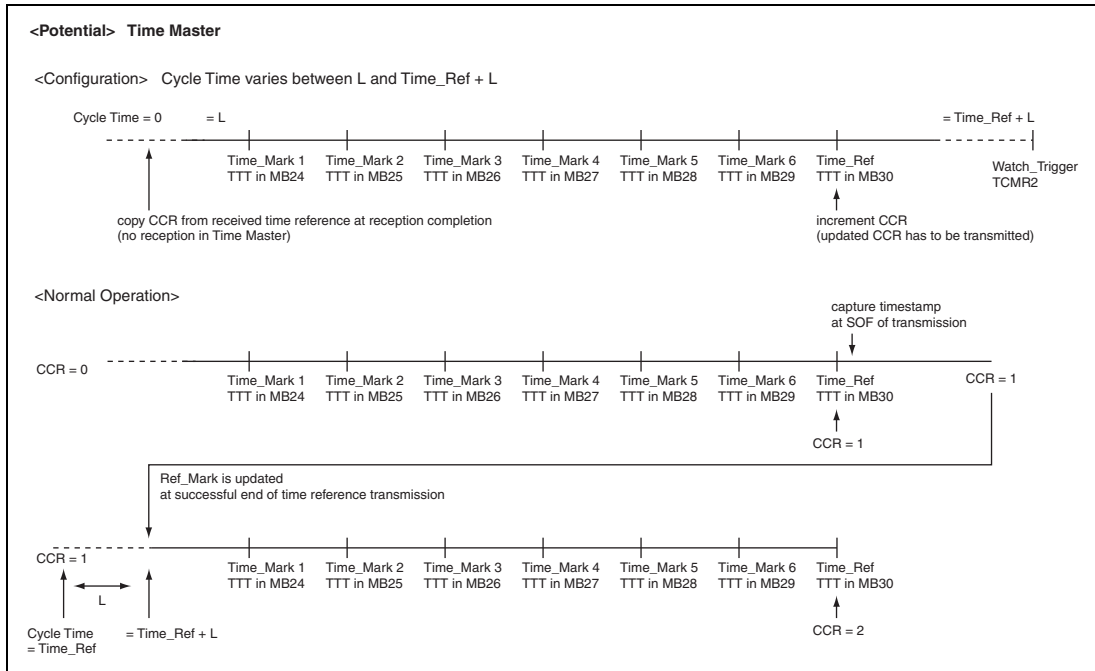 <Potential> Time Master
<Configuration> Cycle Time varies between L and Time_Ref + L
Cycle Time = 0
= L
= Time_Ref + L
Time_Mark 1
TTT in MB24
Time_Mark 2
TTT in MB25
Time_Mark 3
TTT in MB26
Time_Mark 4
TTT in MB27
Time_Mark 5
TTT in MB28
Time_Mark 6
TTT in MB29
Time_Ref
TTT in MB30
Watch_Trigger
TCMR2
copy CCR from received time reference at reception completion
(no reception in Time Master)
increment CCR
(updated CCR has to be transmitted)
<Normal Operation>
capture timestamp
at SOF of transmission
CCR = 0
Time_Mark 1
TTT in MB24
Time_Mark 2
TTT in MB25
Time_Mark 3
TTT in MB26
Time_Mark 4
TTT in MB27
Time_Mark 5
TTT in MB28
Time_Mark 6
TTT in MB29
Time_Ref
TTT in MB30
CCR = 1
CCR = 1
Ref_Mark is updated
at successful end of time reference transmission
CCR = 1
Time_Mark 1
TTT in MB24
Time_Mark 2
TTT in MB25
Time_Mark 3
TTT in MB26
Time_Mark 4
TTT in MB27
Time_Mark 5
TTT in MB28
Time_Mark 6
TTT in MB29
Time_Ref
TTT in MB30
L
Cycle Time
= Time_Ref
= Time_Ref + L
CCR = 2